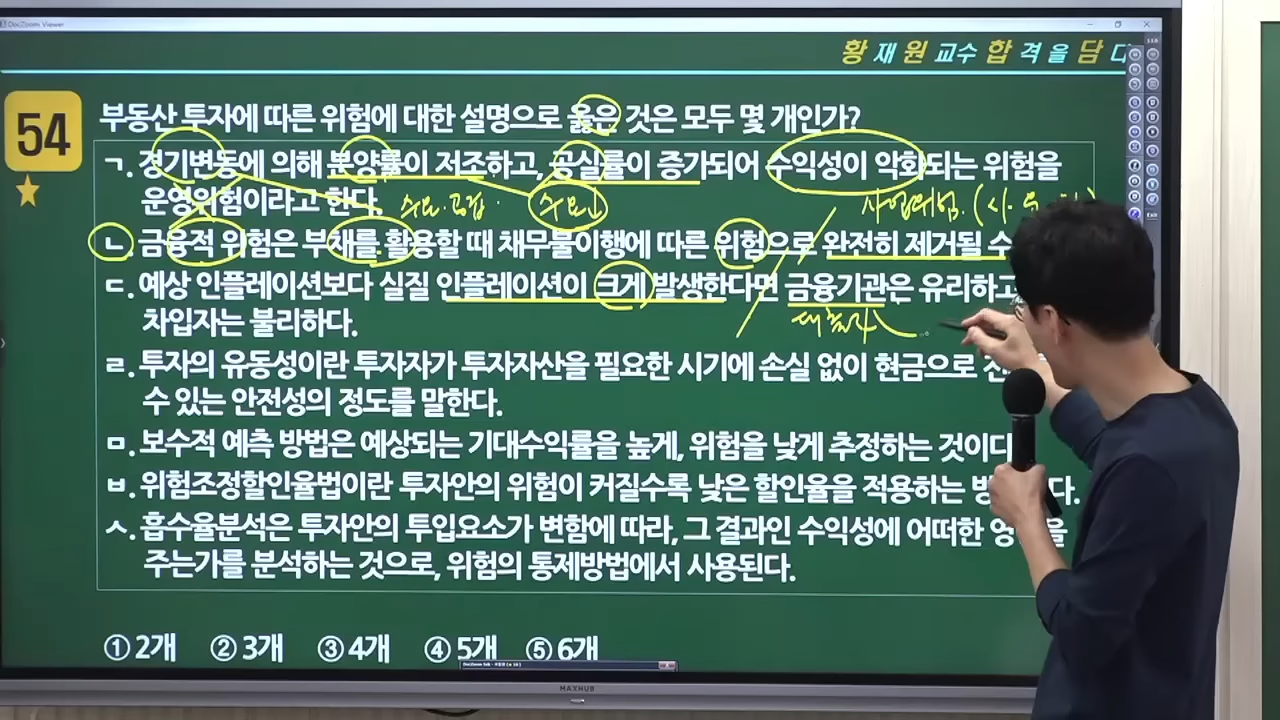 DocZoom Viewer
황재원 교수 합격을 담다
54
부동산 투자에 따른 위험에 대한 설명으로 옳은 것은 모두 몇 개인가?
ㄱ. 경기변동에 의해 분양률이 저조하고, 공실률이 증가되어 수익성이 악화되는 위험을
운영위험이라고 한다.
수요·공급
수요↓
사업위험.(시·
ㄴ. 금융적 위험은 부채를 활용할 때 채무불이행에 따른 위험으로 완전히 제거될 수
ㄷ. 예상 인플레이션보다 실질 인플레이션이 크게 발생한다면 금융기관은 유리하고
차입자는 불리하다.
대출자
ㄹ. 투자의 유동성이란 투자자가 투자자산을 필요한 시기에 손실 없이 현금으로
수 있는 안전성의 정도를 말한다.
ㅁ. 보수적 예측 방법은 예상되는 기대수익률을 높게, 위험을 낮게 추정하는 것이다
ㅂ. 위험조정할인율법이란 투자안의 위험이 커질수록 낮은 할인율을 적용하는 다.
ㅅ. 흡수율분석은 투자안의 투입요소가 변함에 따라, 그 결과인 수익성에 어떠한 을
주는가를 분석하는 것으로, 위험의 통제방법에서 사용된다.
① 2개 ② 3개 ③ 4개 ④ 5개 ⑤ 6개
MAXHUB